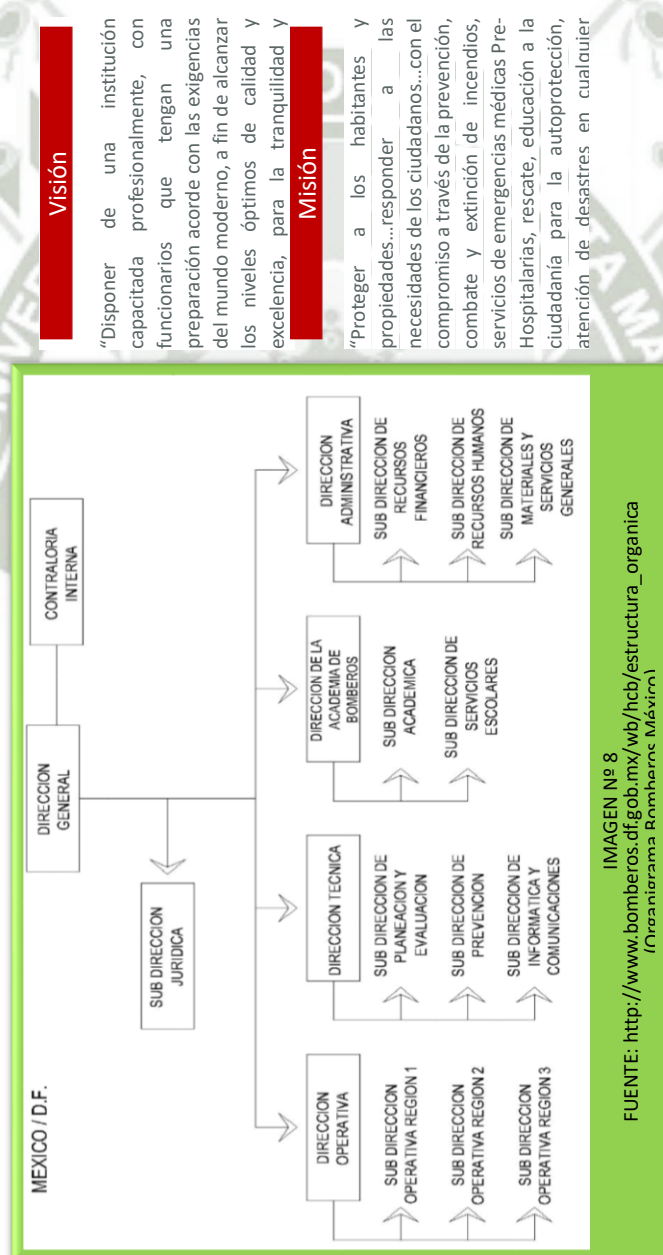 MEXICO / D.F.
DIRECCION
GENERAL
CONTRALORIA
INTERNA
SUB DIRECCION
JURIDICA
DIRECCION
OPERATIVA
SUB DIRECCION
OPERATIVA REGION 1
SUB DIRECCION
OPERATIVA REGION 2
SUB DIRECCION
OPERATIVA REGION 3
DIRECCION TECNICA
SUB DIRECCION DE
PLANEACION Y
EVALUACION
SUB DIRECCION DE
PREVENCION
SUB DIRECCION DE
INFORMATICA Y
COMUNICACIONES
DIRECCION DE LA
ACADEMIA DE
BOMBEROS
SUB DIRECCION
ACADEMICA
SUB DIRECCION DE
SERVICIOS
ESCOLARES
DIRECCION
ADMINISTRATIVA
SUB DIRECCION DE
RECURSOS
FINANCIEROS
SUB DIRECCION DE
RECURSOS HUMANOS
SUB DIRECCION DE
MATERIALES Y
SERVICIOS
GENERALES
IMAGEN Nº 8
FUENTE: http://www.bomberos.df.gob.mx/wb/hcb/estructura_organica
(Organigrama Bomberos México)
Visión
“Disponer de una institución
capacitada profesionalmente, con
funcionarios que tengan una
preparación acorde con las exigencias
del mundo moderno, a fin de alcanzar
los niveles óptimos de calidad y
excelencia, para la tranquilidad y
Misión
“Proteger a los habitantes y
propiedades...responder a las
necesidades de los ciudadanos...con el
compromiso a través de la prevención,
combate y extinción de incendios,
servicios de emergencias médicas Pre-
Hospitalarias, rescate, educación a la
ciudadanía para la autoprotección,
atención de desastres en cualquier